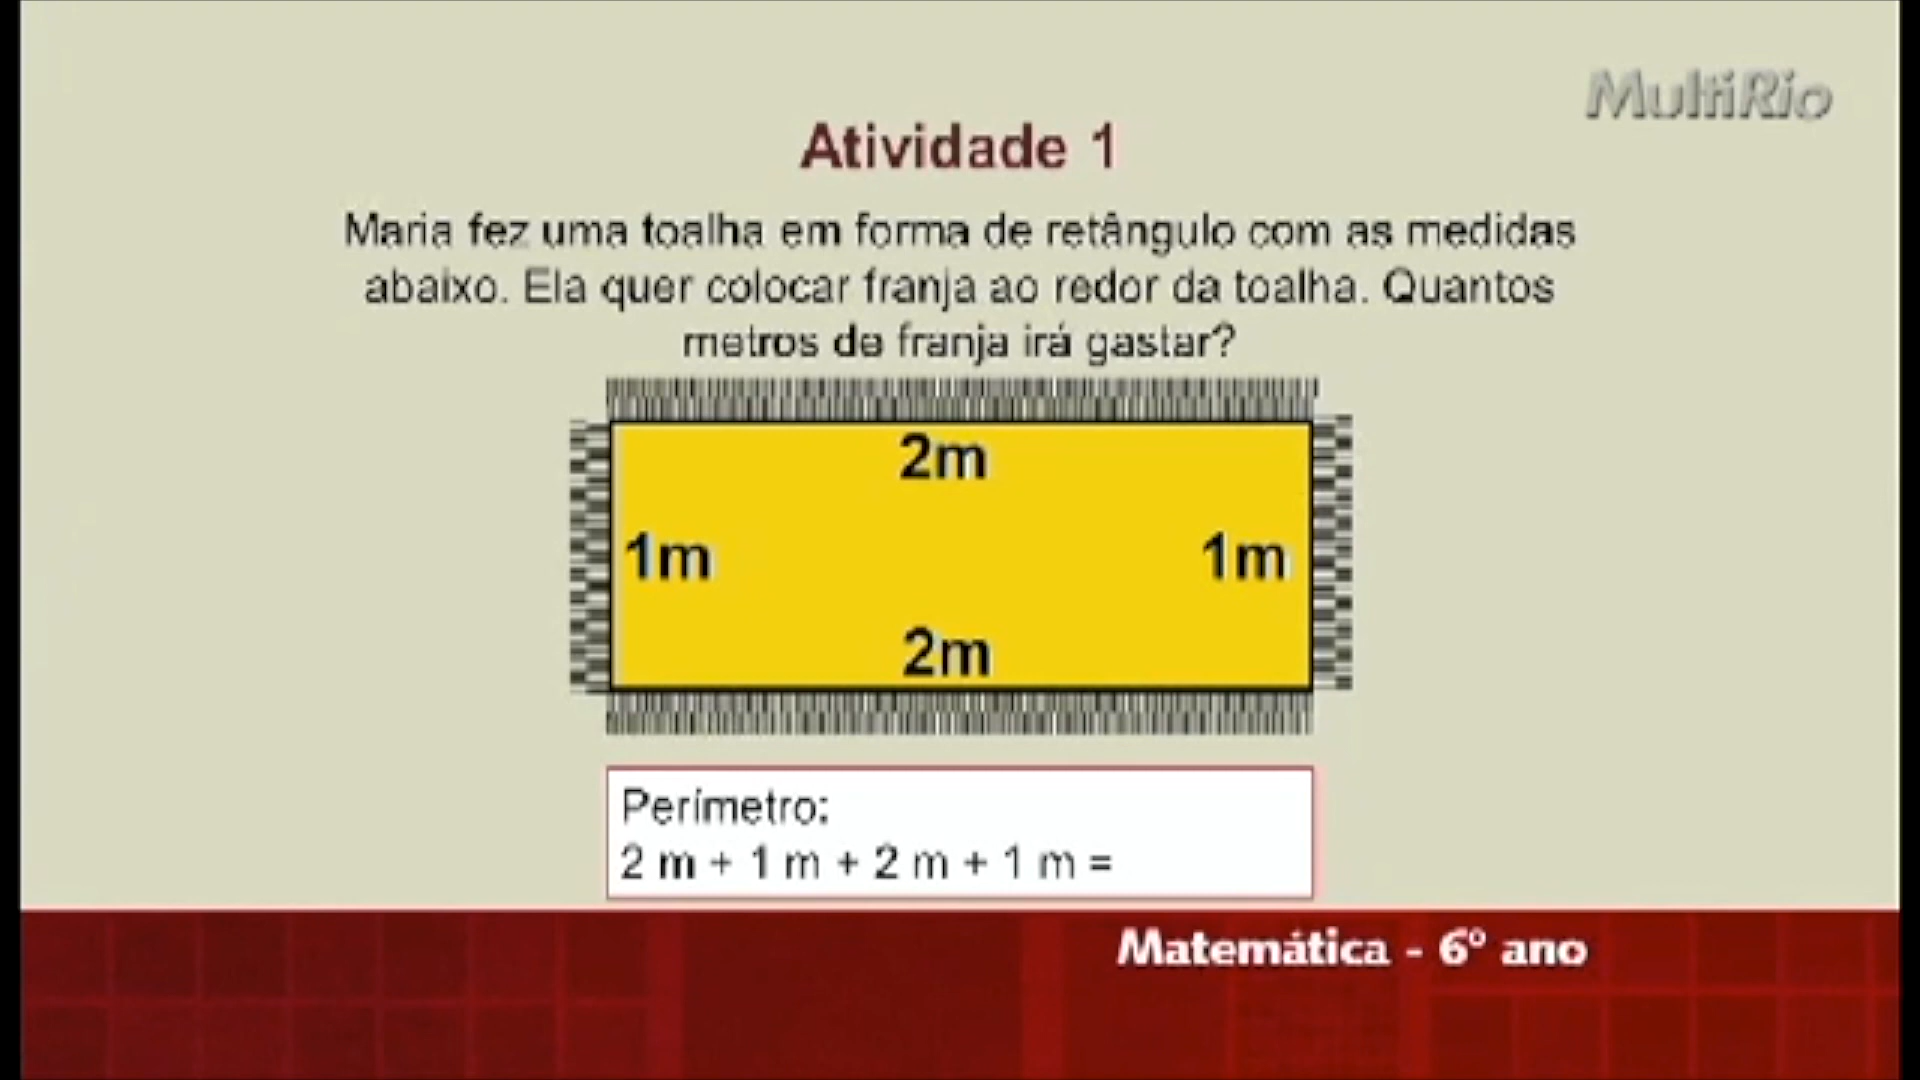 MultiRio
Atividade 1
Maria fez uma toalha em forma de retângulo com as medidas
abaixo. Ela quer colocar franja ao redor da toalha. Quantos
metros de franja irá gastar?
2m
1m 1m
2m
Perímetro:
2 m + 1 m + 2 m + 1 m =
Matemática - 6º ano